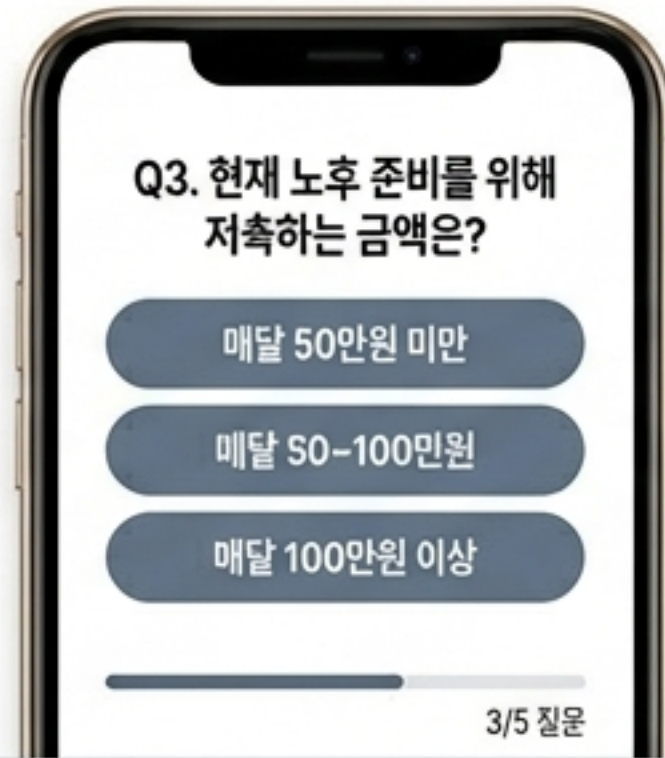 Q3. 현재 노후 준비를 위해
저축하는 금액은?
매달 50만원 미만
매달 SO-100민원
매달 100만원 이상
3/5 질문